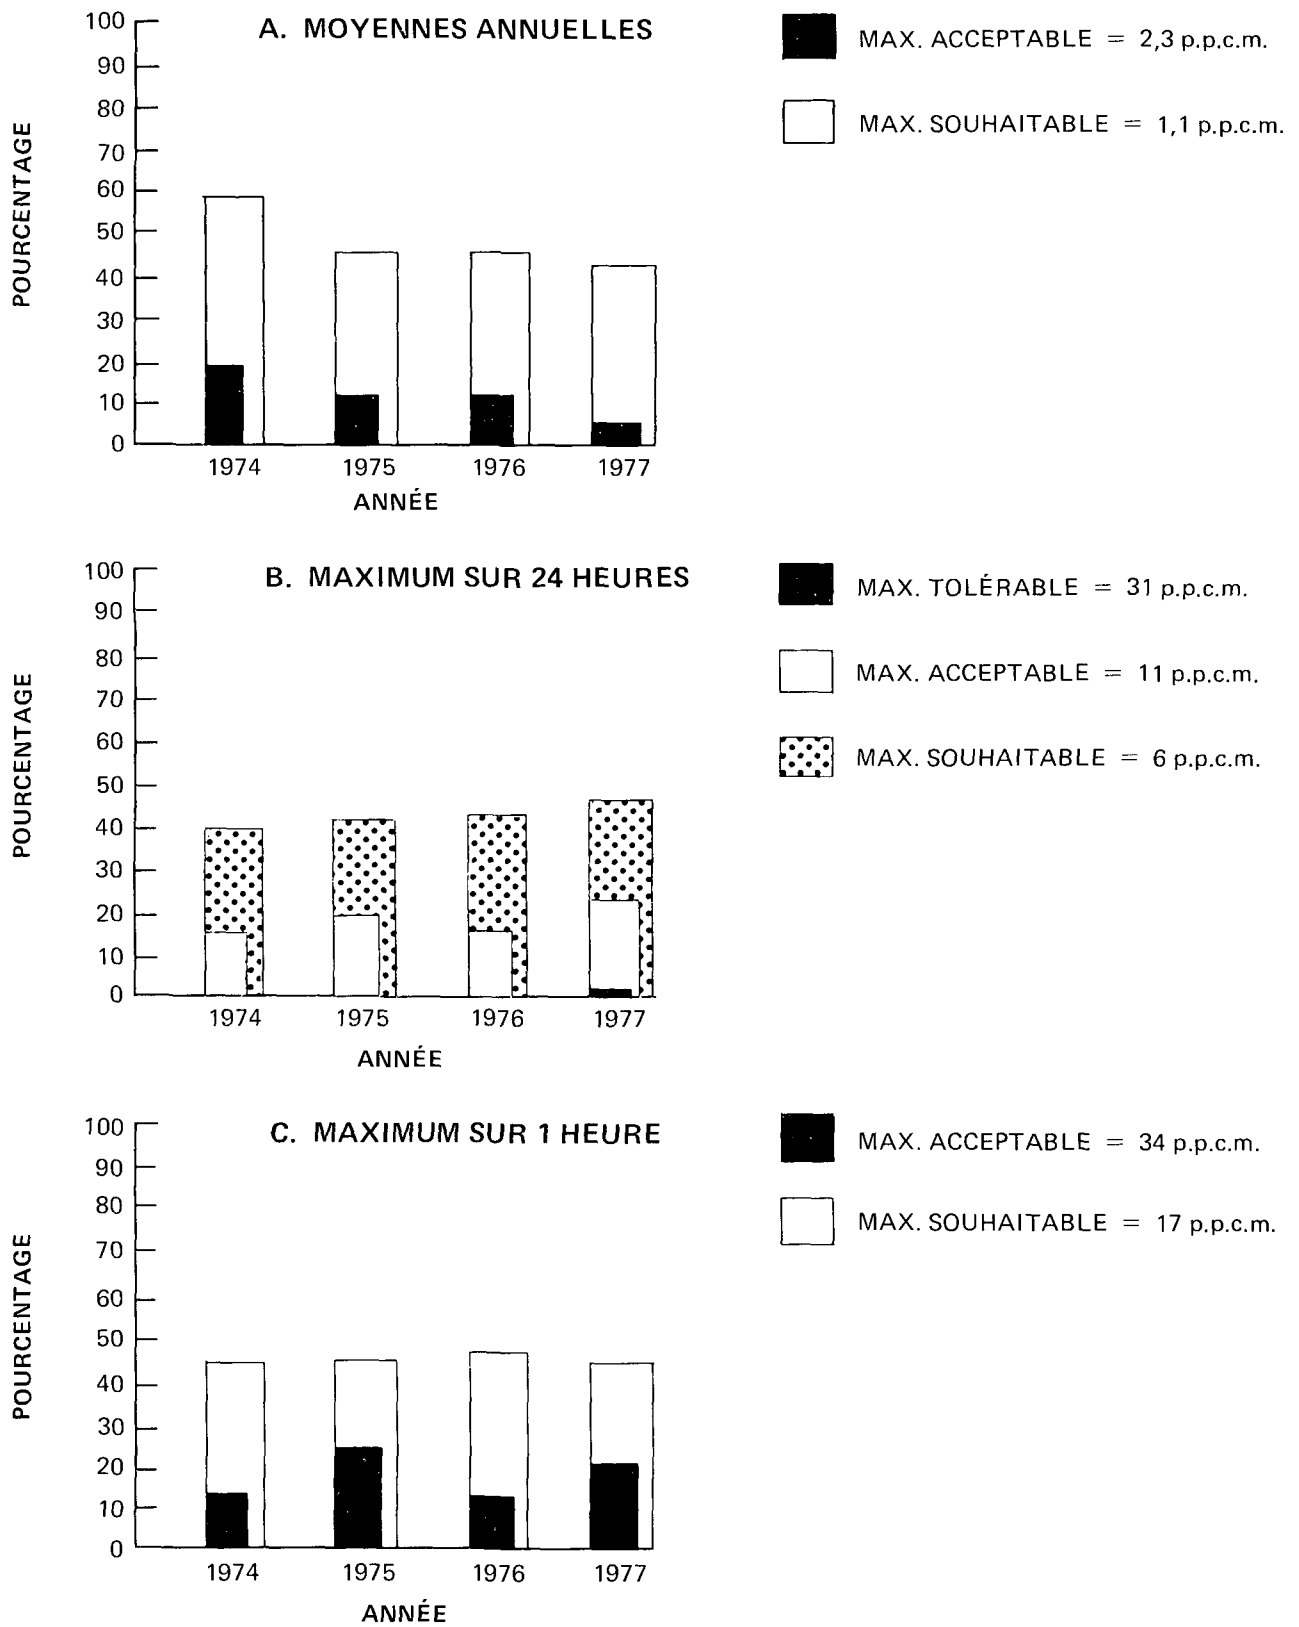 A. MOYENNES ANNUELLES
POURCENTAGE
100
90
80
70
60
50
40
30
20
10
0
1974 1975 1976 1977
ANNÉE
MAX. ACCEPTABLE = 2,3 p.p.c.m.
MAX. SOUHAITABLE = 1,1 p.p.c.m.
B. MAXIMUM SUR 24 HEURES
POURCENTAGE
100
90
80
70
60
50
40
30
20
10
0
1974 1975 1976 1977
ANNÉE
MAX. TOLÉRABLE = 31 p.p.c.m.
MAX. ACCEPTABLE = 11 p.p.c.m.
MAX. SOUHAITABLE = 6 p.p.c.m.
C. MAXIMUM SUR 1 HEURE
POURCENTAGE
100
90
80
70
60
50
40
30
20
10
0
1974 1975 1976 1977
ANNÉE
MAX. ACCEPTABLE = 34 p.p.c.m.
MAX. SOUHAITABLE = 17 p.p.c.m.